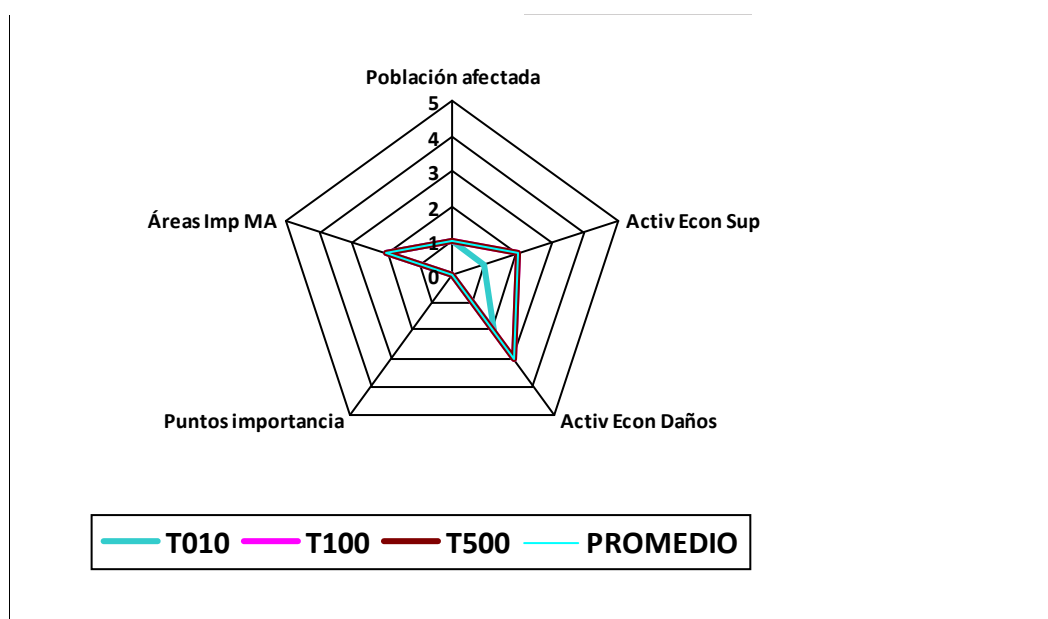 Población afectada
5
4
3
2
1
0
Áreas Imp MA
Activ Econ Sup
Puntos importancia
Activ Econ Daños
T010 T100 T500 PROMEDIO